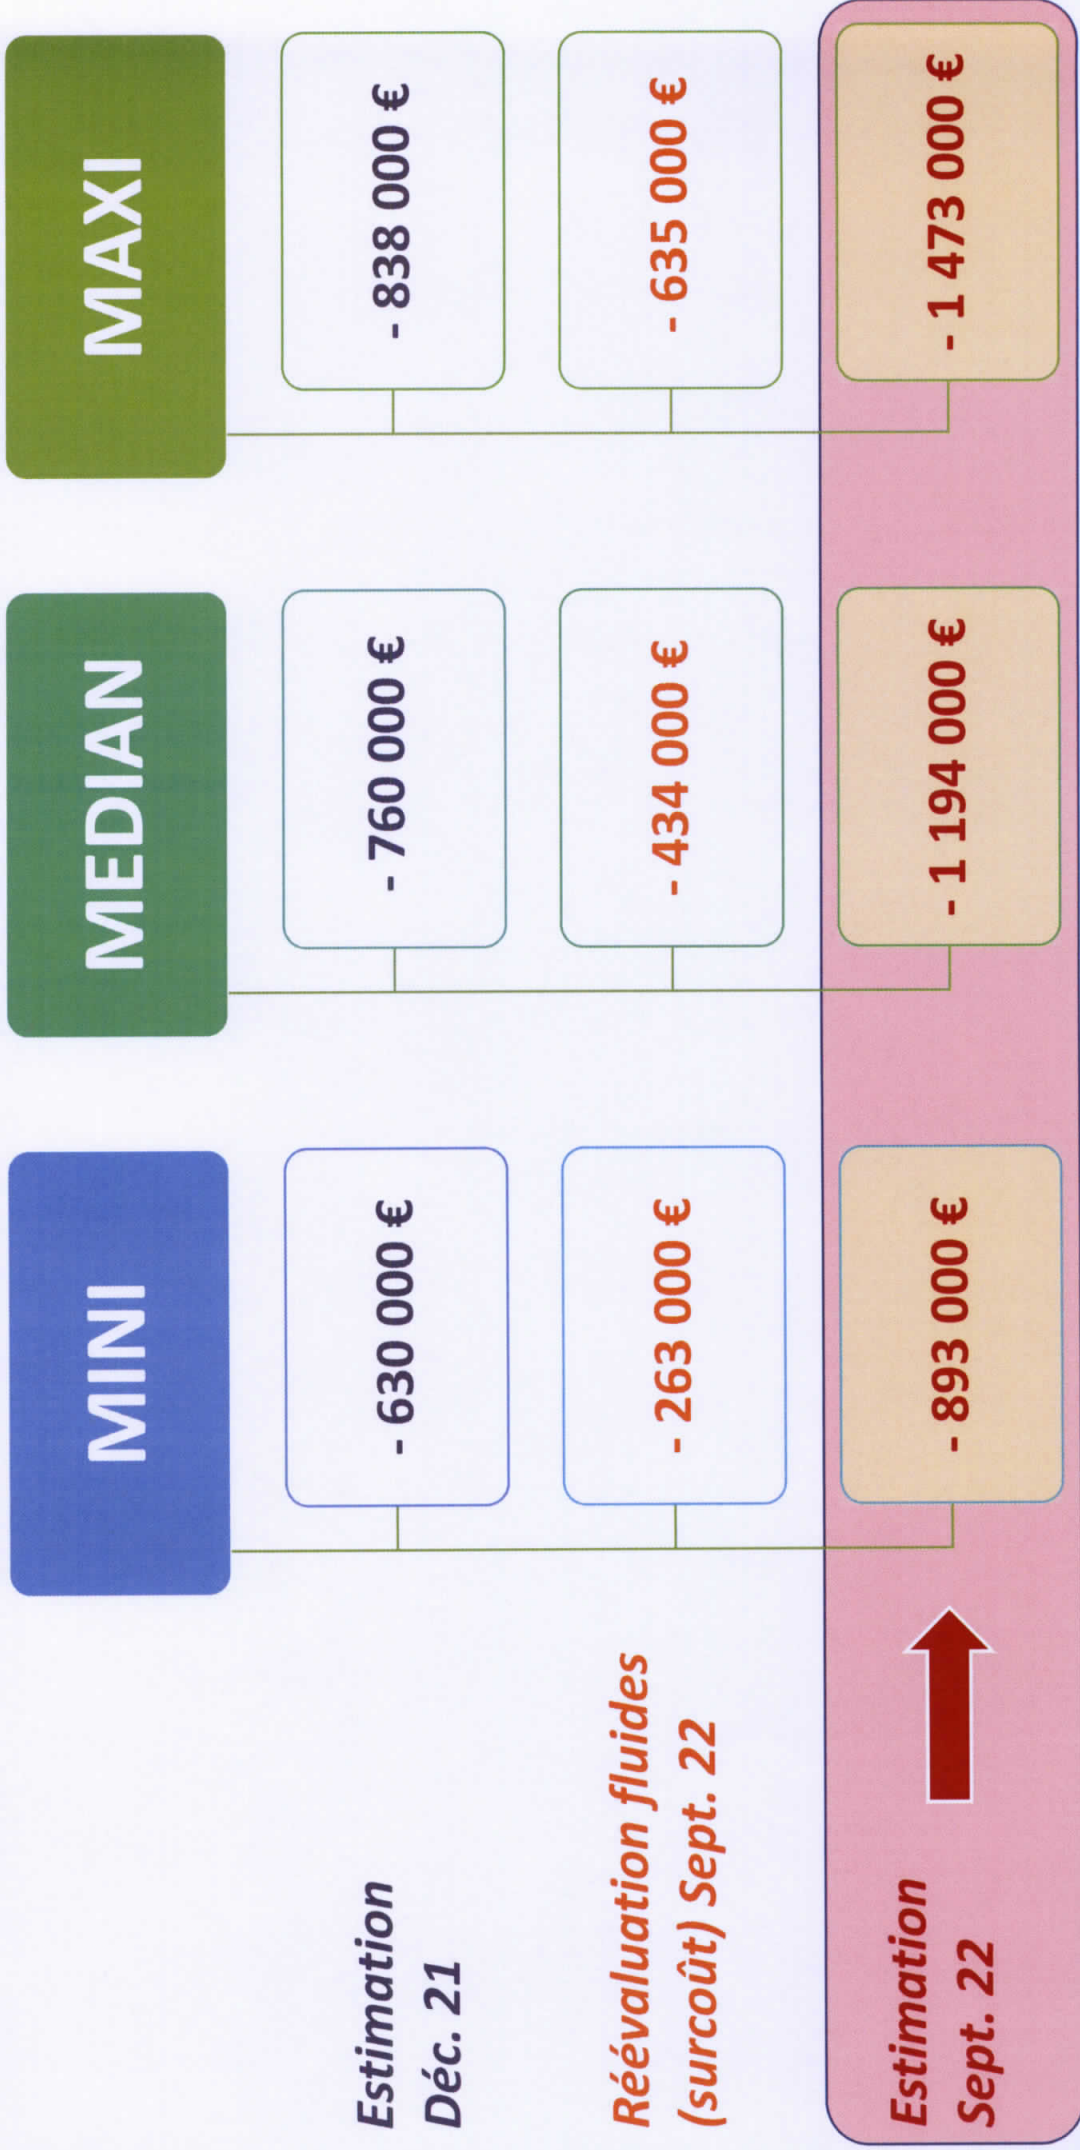 MINI
MEDIAN
MAXI
Estimation
Déc. 21
- 630 000 €
- 760 000 €
- 838 000 €
Réévaluation fluides
(surcoût) Sept. 22
- 263 000 €
- 434 000 €
- 635 000 €
Estimation
Sept. 22
- 893 000 €
- 1 194 000 €
- 1 473 000 €